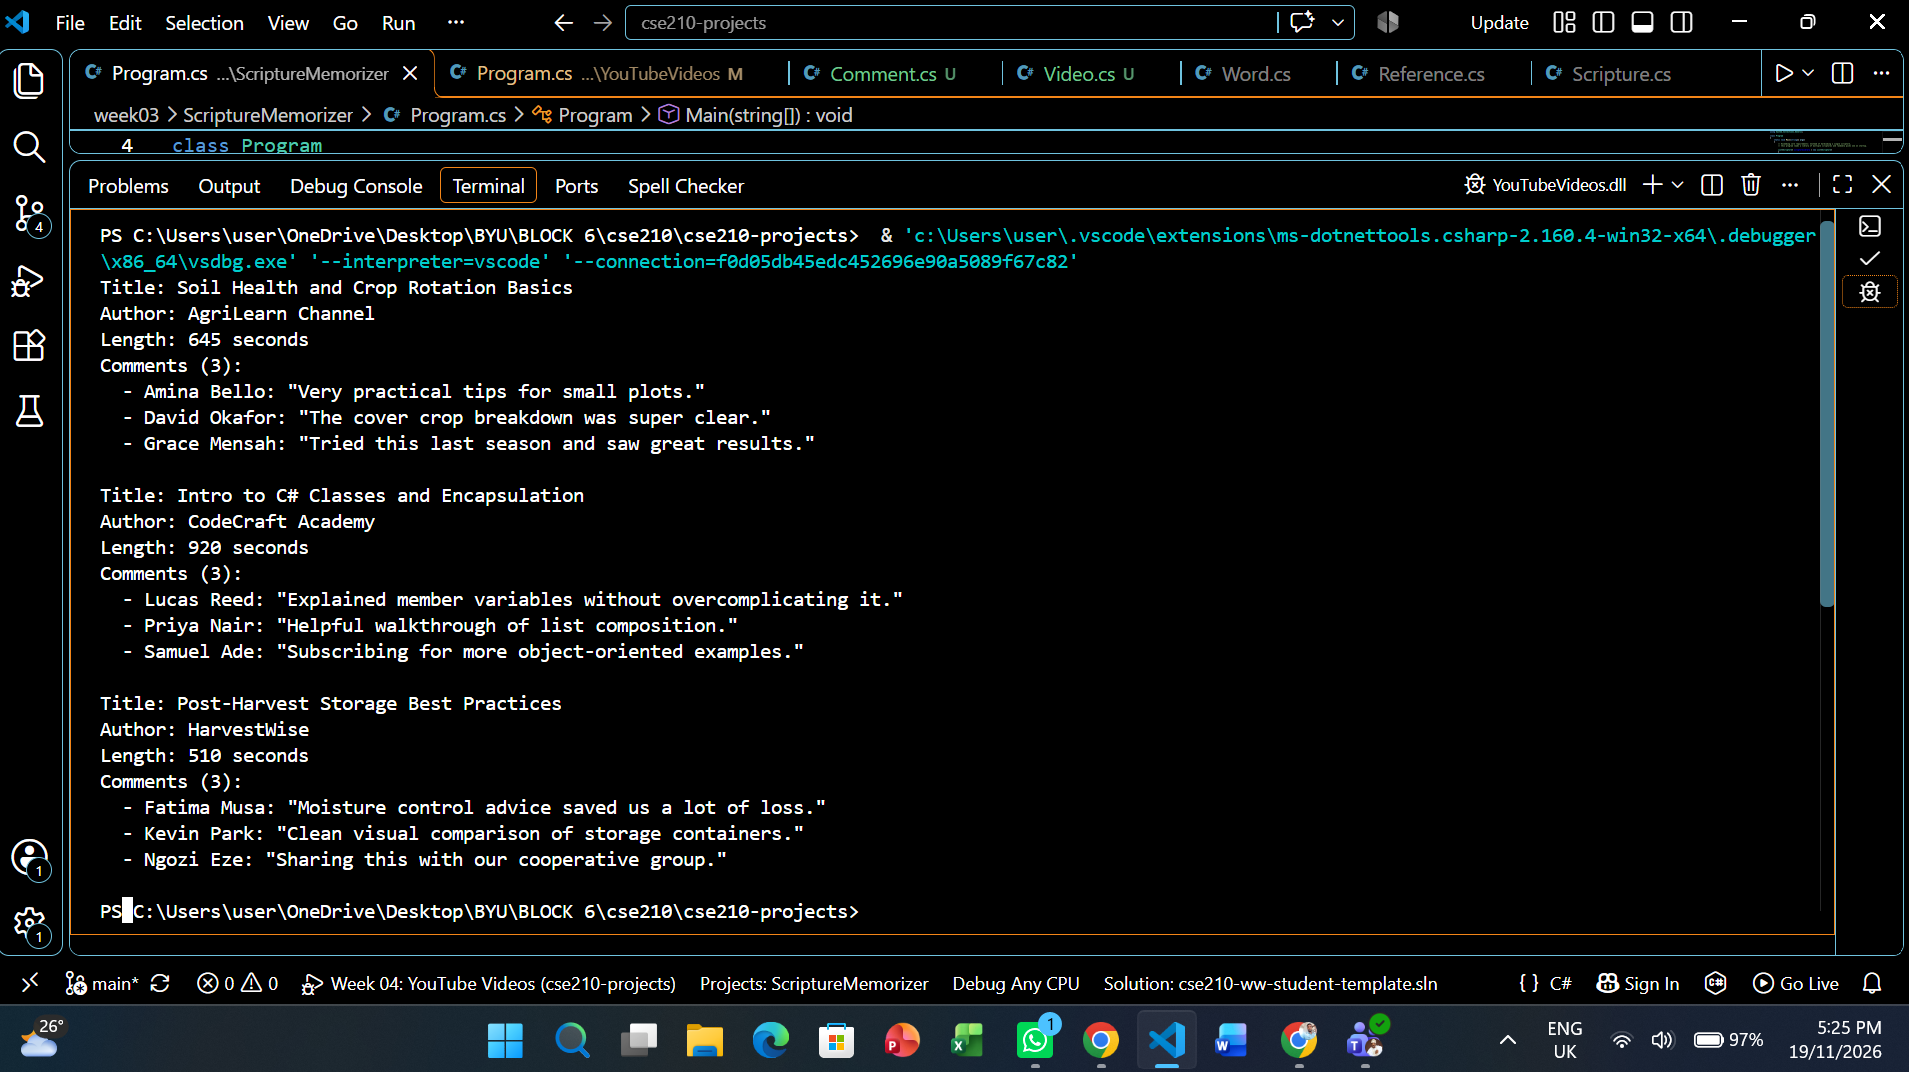 File Edit Selection View Go Run ··· cse210-projects Update
Program.cs ...\ScriptureMemorizer Program.cs ...\YouTubeVideos M Comment.cs U Video.cs U Word.cs Reference.cs Scripture.cs
week03 > ScriptureMemorizer > Program.cs > Program > Main(string[]) : void
4 class Program
Problems Output Debug Console Terminal Ports Spell Checker YouTubeVideos.dll
PS C:\Users\user\OneDrive\Desktop\BYU\BLOCK 6\cse210\cse210-projects>  & 'c:\Users\user\.vscode\extensions\ms-dotnettools.csharp-2.160.4-win32-x64\.debugger
\x86_64\vsdbg.exe' '--interpreter=vscode' '--connection=f0d05db45edc452696e90a5089f67c82'
Title: Soil Health and Crop Rotation Basics
Author: AgriLearn Channel
Length: 645 seconds
Comments (3):
- Amina Bello: "Very practical tips for small plots."
- David Okafor: "The cover crop breakdown was super clear."
- Grace Mensah: "Tried this last season and saw great results."
Title: Intro to C# Classes and Encapsulation
Author: CodeCraft Academy
Length: 920 seconds
Comments (3):
- Lucas Reed: "Explained member variables without overcomplicating it."
- Priya Nair: "Helpful walkthrough of list composition."
- Samuel Ade: "Subscribing for more object-oriented examples."
Title: Post-Harvest Storage Best Practices
Author: HarvestWise
Length: 510 seconds
Comments (3):
- Fatima Musa: "Moisture control advice saved us a lot of loss."
- Kevin Park: "Clean visual comparison of storage containers."
- Ngozi Eze: "Sharing this with our cooperative group."
PS C:\Users\user\OneDrive\Desktop\BYU\BLOCK 6\cse210\cse210-projects>
4
1
1
main* 0 0 Week 04: YouTube Videos (cse210-projects) Projects: ScriptureMemorizer Debug Any CPU Solution: cse210-ww-student-template.sln { } C# Sign In Go Live
26° 1 ENG UK 97% 5:25 PM
19/11/2026